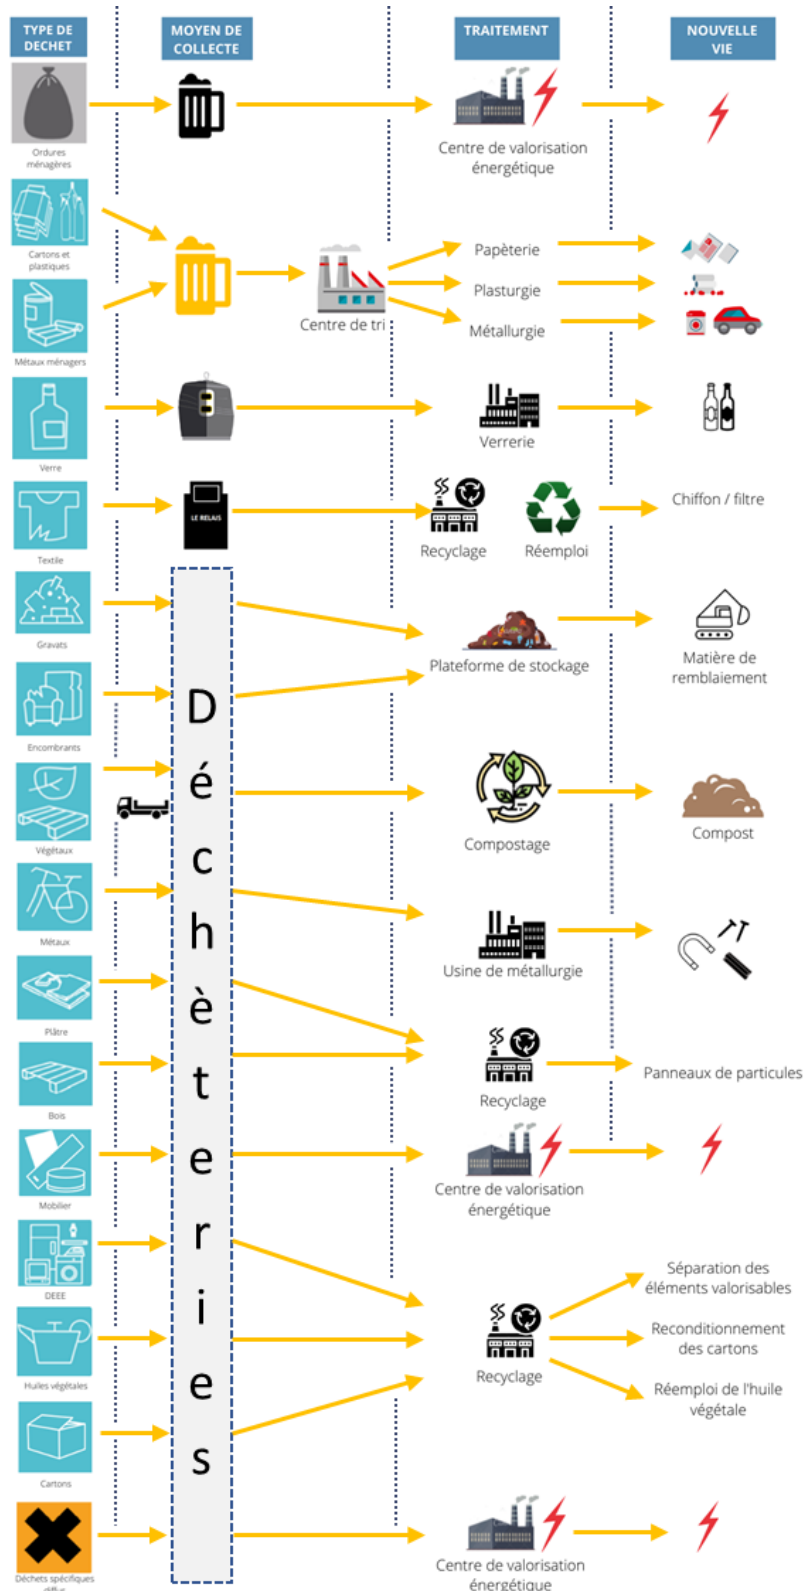 TYPE DE
DECHET
MOYEN DE
COLLECTE
TRAITEMENT
NOUVELLE
VIE
Ordures
ménagères
Centre de valorisation
énergétique
Cartons et
plastiques
Métaux ménagers
Centre de tri
Papèterie
Plasturgie
Métallurgie
Verre
Verrerie
Textile
LE RELAIS
Recyclage
Réemploi
Chiffon / filtre
Déchèteries
Gravats
Encombrants
Plateforme de stockage
Matière de
remblaiement
Végétaux
Compostage
Compost
Métaux
Usine de métallurgie
Plâtre
Bois
Recyclage
Panneaux de particules
Mobilier
Centre de valorisation
énergétique
DEEE
Huiles végétales
Cartons
Recyclage
Séparation des
éléments valorisables
Reconditionnement
des cartons
Réemploi de l'huile
végétale
Déchets spécifiques
diffus
Centre de valorisation
énergétique